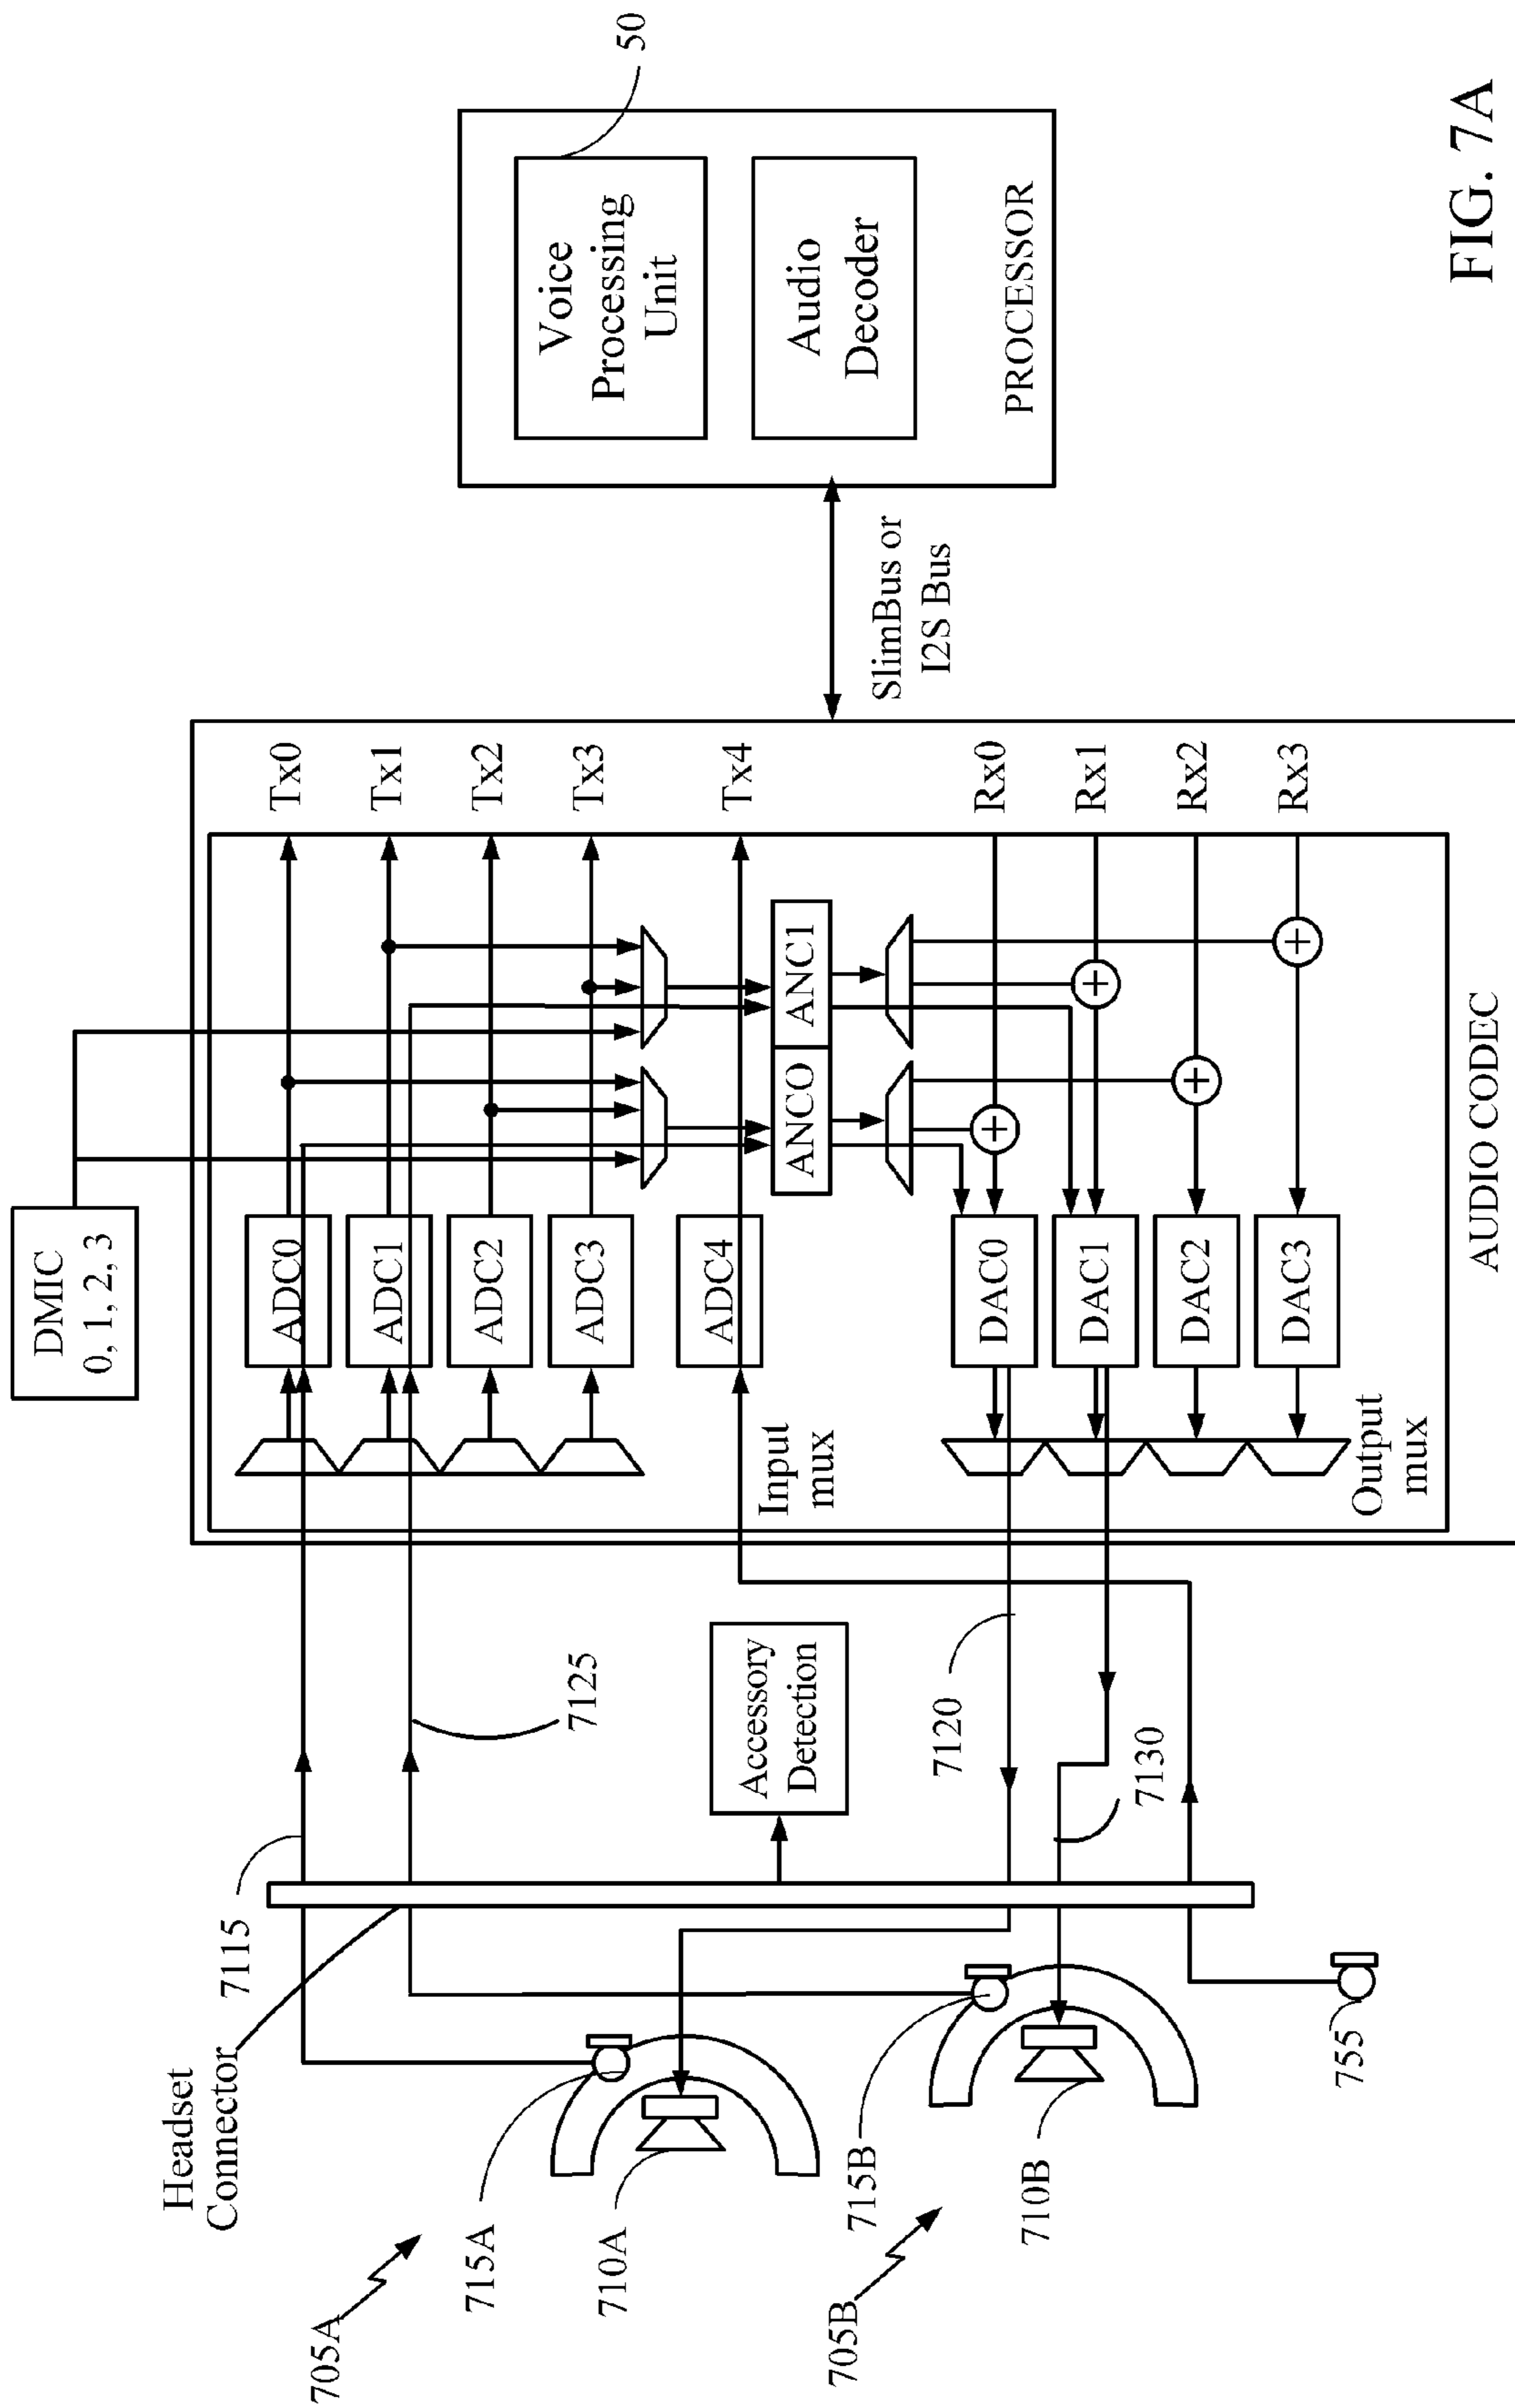 Headset
Connector
7115
7125
705A
715A
710A
715B
705B
710B
755
7120
7130
Accessory
Detection
DMIC
0, 1, 2, 3
ADC0
ADC1
ADC2
ADC3
ADC4
Input
mux
Tx0
Tx1
Tx2
Tx3
Tx4
ANCO
ANC1
Rx0
Rx1
Rx2
Rx3
DAC0
DAC1
DAC2
DAC3
Output
mux
AUDIO CODEC
SlimBus or
I2S Bus
50
Voice
Processing
Unit
Audio
Decoder
PROCESSOR
FIG. 7A